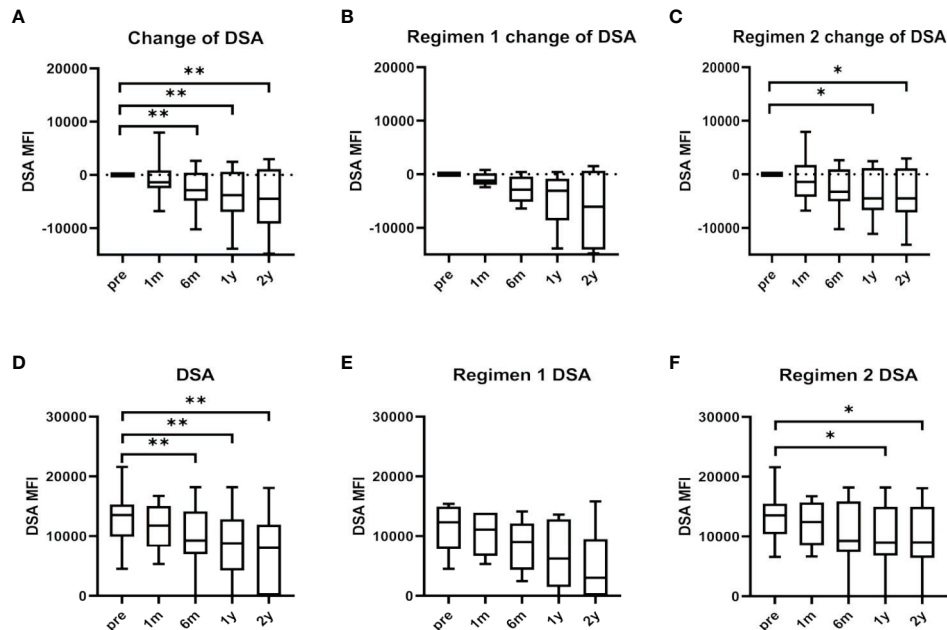 A
Change of DSA
DSA MFI
20000
10000
0
-10000
**
**
**
pre
1m
6m
1y
2y
B
Regimen 1 change of DSA
DSA MFI
20000
10000
0
-10000
pre
1m
6m
1y
2y
C
Regimen 2 change of DSA
DSA MFI
20000
10000
0
-10000
*
*
pre
1m
6m
1y
2y
D
DSA
DSA MFI
30000
20000
10000
0
**
**
**
pre
1m
6m
1y
2y
E
Regimen 1 DSA
DSA MFI
30000
20000
10000
0
pre
1m
6m
1y
2y
F
Regimen 2 DSA
DSA MFI
30000
20000
10000
0
*
*
pre
1m
6m
1y
2y